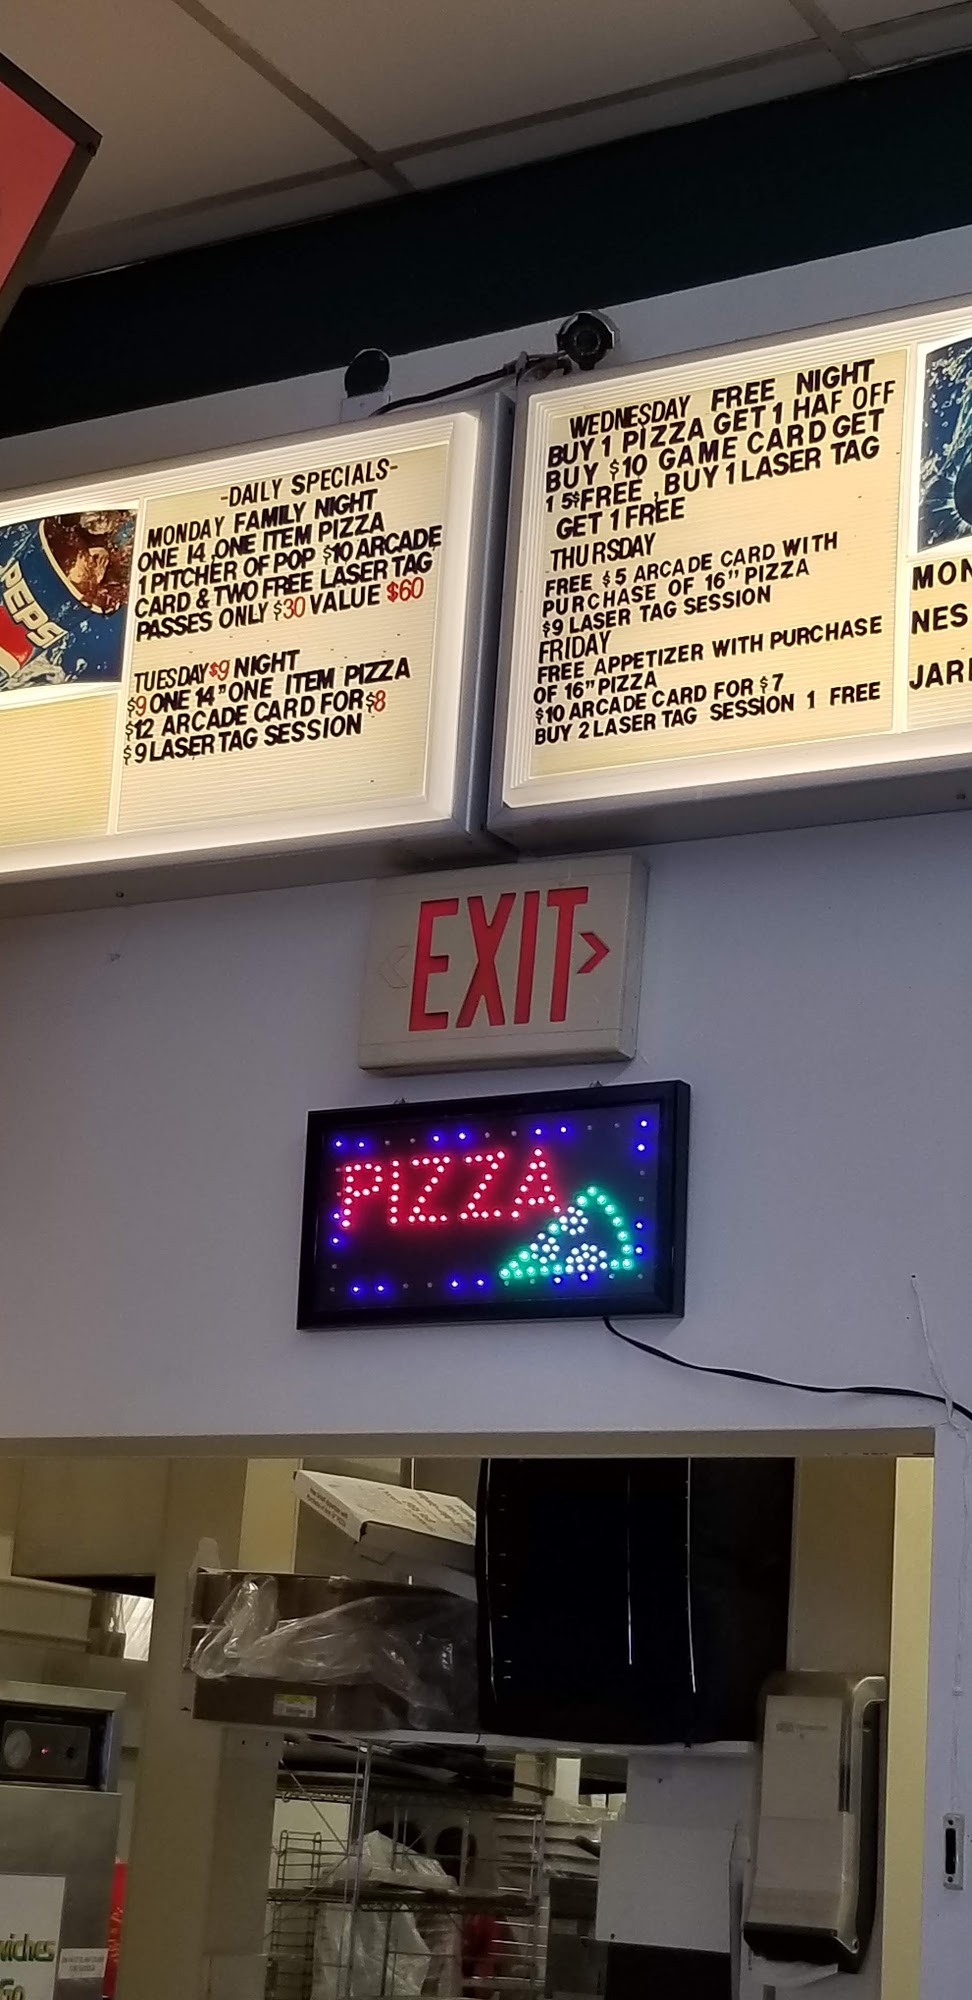 -DAILY SPECIALS-
MONDAY FAMILY NIGHT
ONE 14 ,ONE ITEM PIZZA
1 PITCHER OF POP $10 ARCADE
CARD & TWO FREE LASER TAG
PASSES ONLY $30 VALUE $60
TUESDAY $9 NIGHT
$9 ONE 14" ONE ITEM PIZZA
$12 ARCADE CARD FOR $8
$9 LASER TAG SESSION
PEPS
WEDNESDAY FREE NIGHT
BUY 1 PIZZA GET 1 HAF OFF
BUY $10 GAME CARD GET
1 5$ FREE , BUY 1 LASER TAG
GET 1 FREE
THURSDAY
FREE $5 ARCADE CARD WITH
PURCHASE OF 16" PIZZA
$9 LASER TAG SESSION
FRIDAY
FREE APPETIZER WITH PURCHASE
OF 16" PIZZA
$10 ARCADE CARD FOR $7
BUY 2 LASER TAG SESSION 1 FREE
MON
NES
JAR
EXIT
PIZZA
wiches
Go